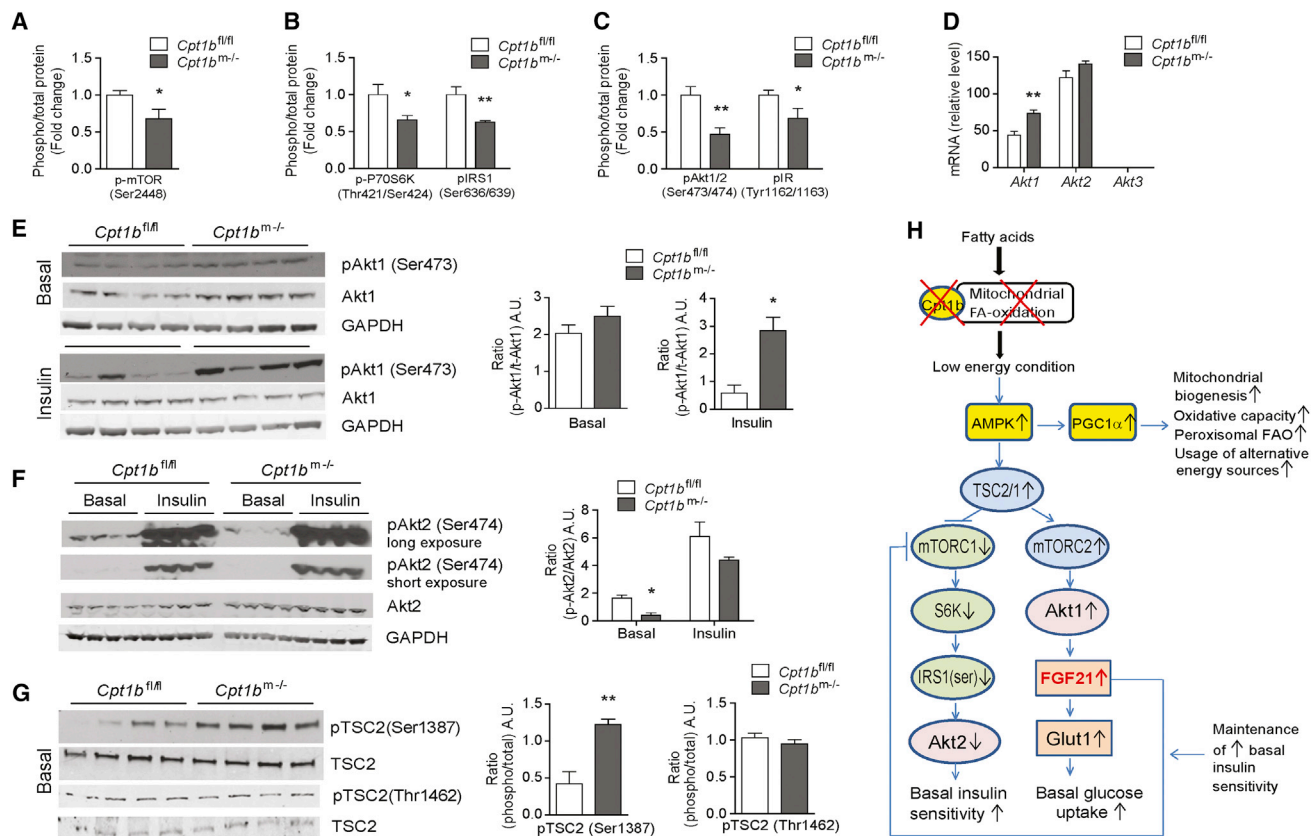 A
Cpt1b fl/fl
Cpt1b m-/-
Phospho/total protein
(Fold change)
1.5
1.0
0.5
0
*
p-mTOR
(Ser2448)
B
Cpt1b fl/fl
Cpt1b m-/-
Phospho/total protein
(Fold change)
1.5
1.0
0.5
0
*
**
p-P70S6K
(Thr421/Ser424)
pIRS1
(Ser636/639)
C
Cpt1b fl/fl
Cpt1b m-/-
Phospho/total protein
(Fold change)
1.5
1.0
0.5
0
**
*
pAkt1/2
(Ser473/474)
pIR
(Tyr1162/1163)
D
Cpt1b fl/fl
Cpt1b m-/-
mRNA (relative level)
150
100
50
0
**
Akt1
Akt2
Akt3
E
Cpt1b fl/fl
Cpt1b m-/-
Basal
pAkt1 (Ser473)
Akt1
GAPDH
Insulin
pAkt1 (Ser473)
Akt1
GAPDH
Cpt1b fl/fl
Cpt1b m-/-
Ratio
(p-Akt1/t-Akt1) A.U.
3
2
1
0
Basal
Ratio
(p-Akt1/t-Akt1) A.U.
4
3
2
1
0
*
Insulin
F
Cpt1b fl/fl
Cpt1b m-/-
Basal
Insulin
Basal
Insulin
pAkt2 (Ser474)
long exposure
pAkt2 (Ser474)
short exposure
Akt2
GAPDH
Cpt1b fl/fl
Cpt1b m-/-
Ratio
(p-Akt2/Akt2) A.U.
8
6
4
2
0
*
Basal
Insulin
G
Cpt1b fl/fl
Cpt1b m-/-
Basal
pTSC2(Ser1387)
TSC2
pTSC2(Thr1462)
TSC2
Cpt1b fl/fl
Cpt1b m-/-
Ratio
(phospho/total) A.U.
1.5
1.0
0.5
0
**
pTSC2 (Ser1387)
Ratio
(phospho/total) A.U.
1.5
1.0
0.5
0
pTSC2 (Thr1462)
H
Fatty acids
Cpt1b
Mitochondrial
FA-oxidation
Low energy condition
AMPK↑
PGC1α↑
Mitochondrial
biogenesis↑
Oxidative capacity↑
Peroxisomal FAO↑
Usage of alternative
energy sources↑
TSC2/1↑
mTORC1↓
mTORC2↑
S6K↓
Akt1↑
IRS1(ser)↓
FGF21↑
Akt2↓
Glut1↑
Basal insulin
sensitivity ↑
Basal glucose
uptake ↑
Maintenance
of ↑ basal
insulin
sensitivity